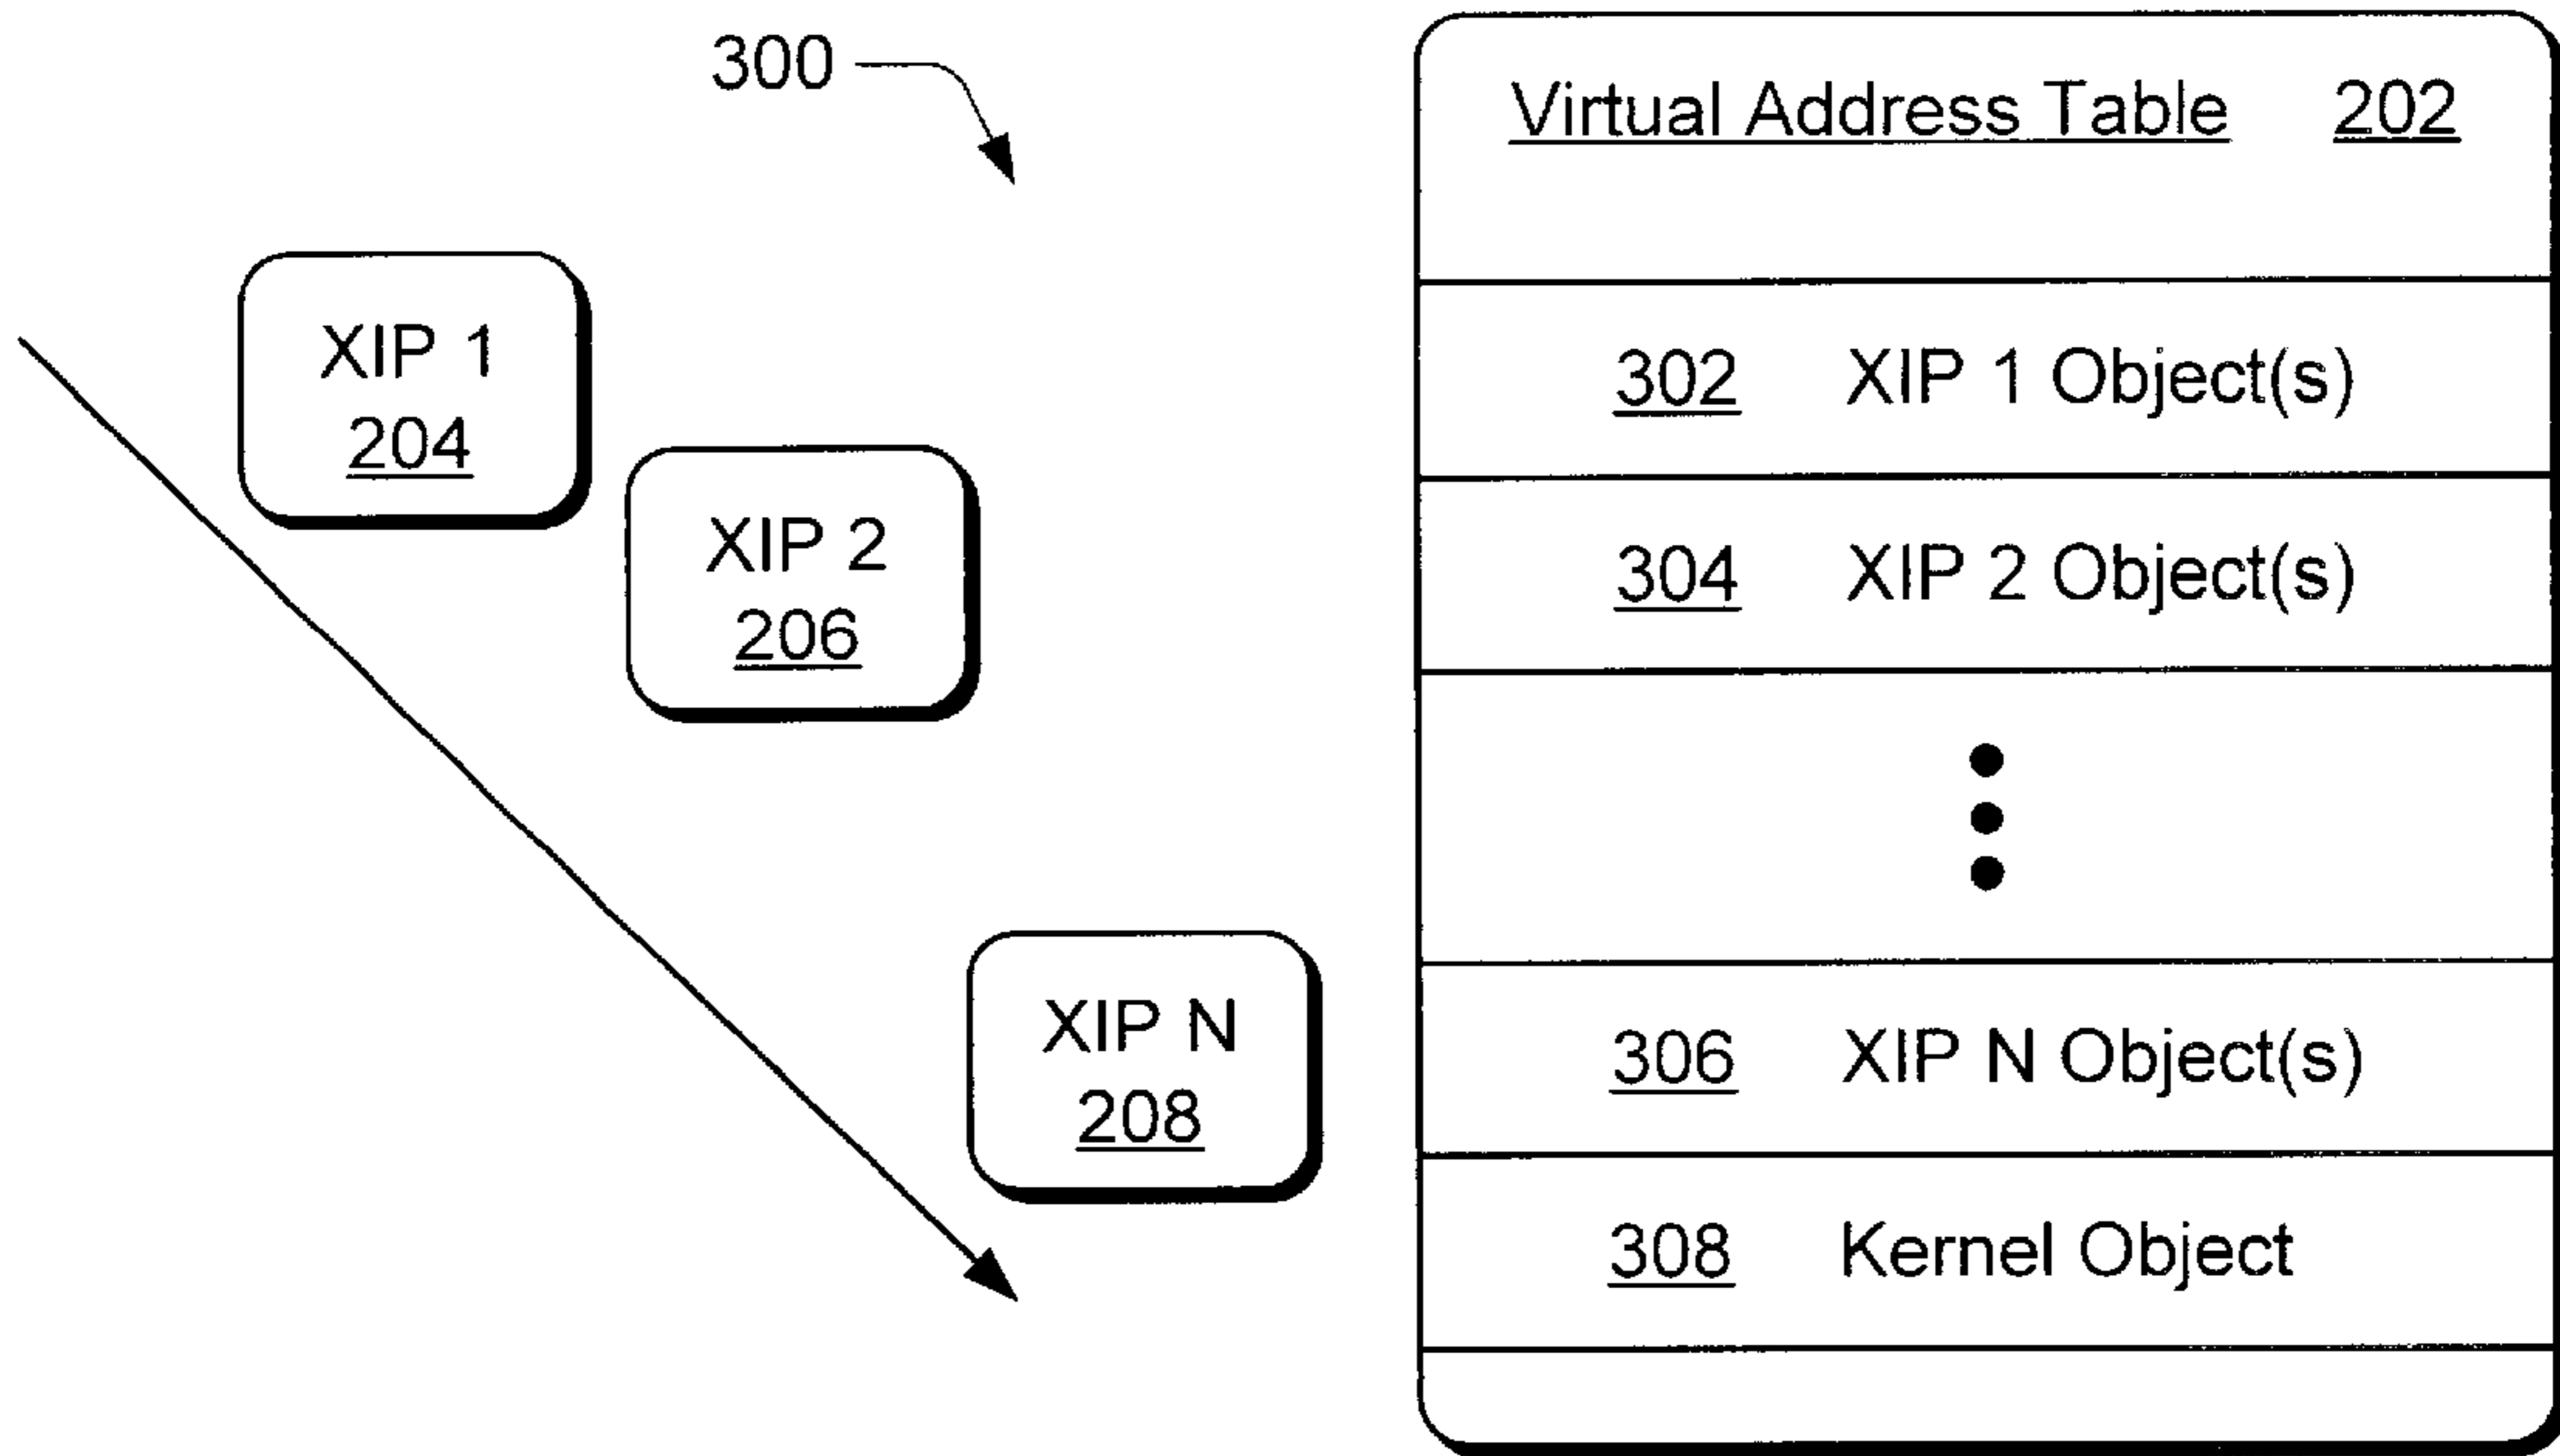 300
XIP 1
204
XIP 2
206
XIP N
208
Virtual Address Table 202
302 XIP 1 Object(s)
304 XIP 2 Object(s)
306 XIP N Object(s)
308 Kernel Object